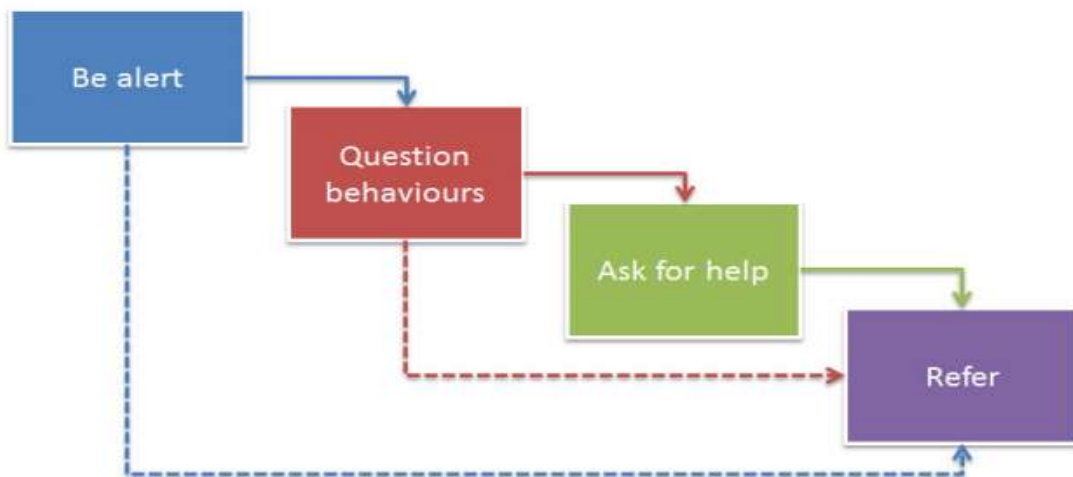 Be alert
Question
behaviours
Ask for help
Refer